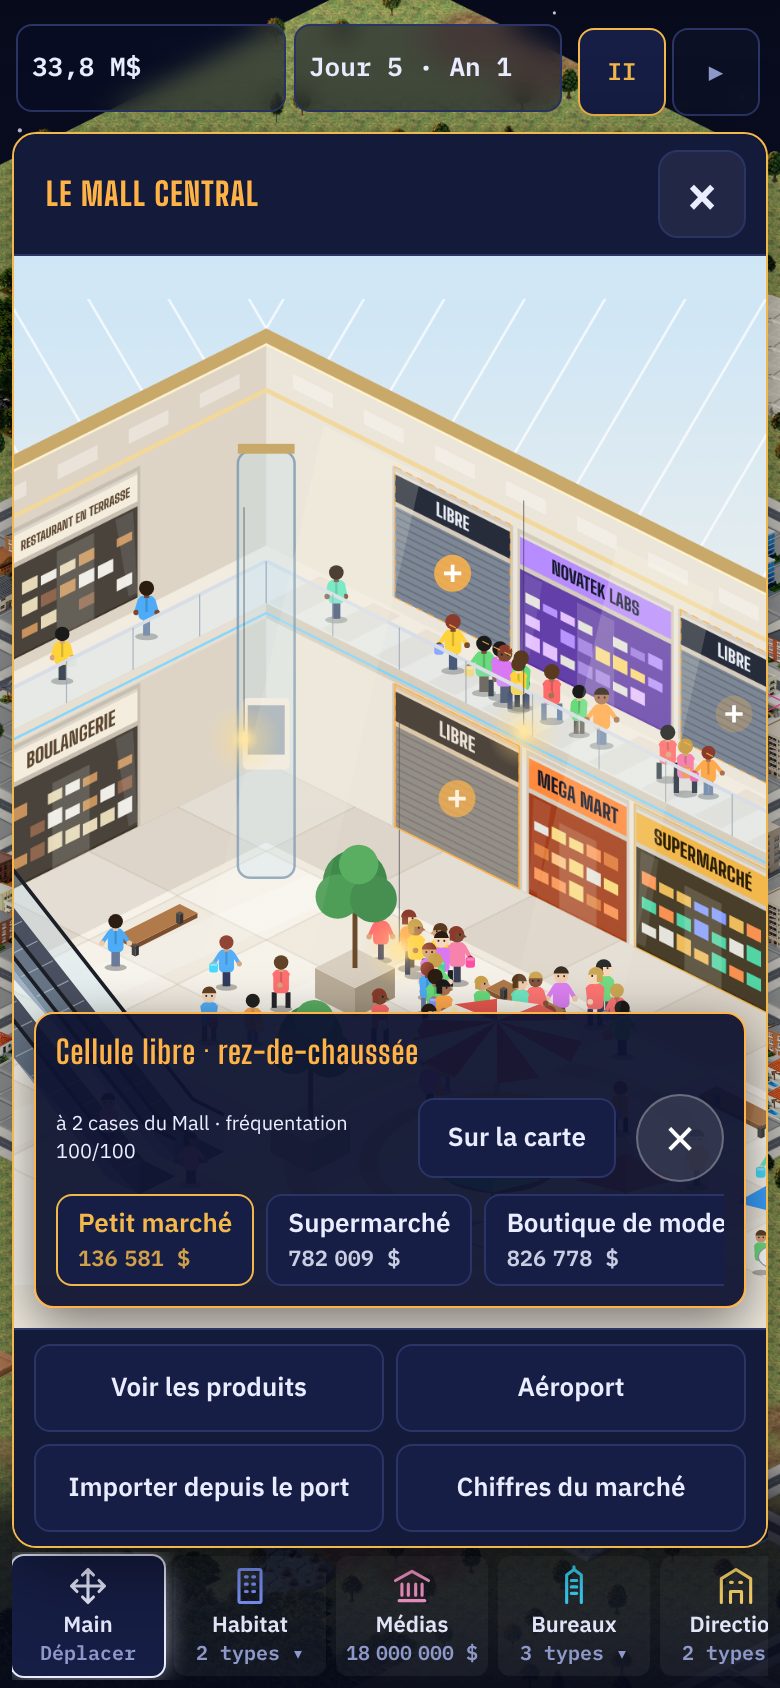 33,8 M$
Jour 5 · An 1
II
▶
LE MALL CENTRAL
×
RESTAURANT EN TERRASSE
LIBRE
+
NOVATEK LABS
LIBRE
+
BOULANGERIE
LIBRE
+
MEGA MART
SUPERMARCHÉ
Cellule libre · rez-de-chaussée
à 2 cases du Mall · fréquentation
100/100
Sur la carte
×
Petit marché
136 581 $
Supermarché
782 009 $
Boutique de mode
826 778 $
Voir les produits
Aéroport
Importer depuis le port
Chiffres du marché
Main
Déplacer
Habitat
2 types ▾
Médias
18 000 000 $
Bureaux
3 types ▾
Directio
2 types